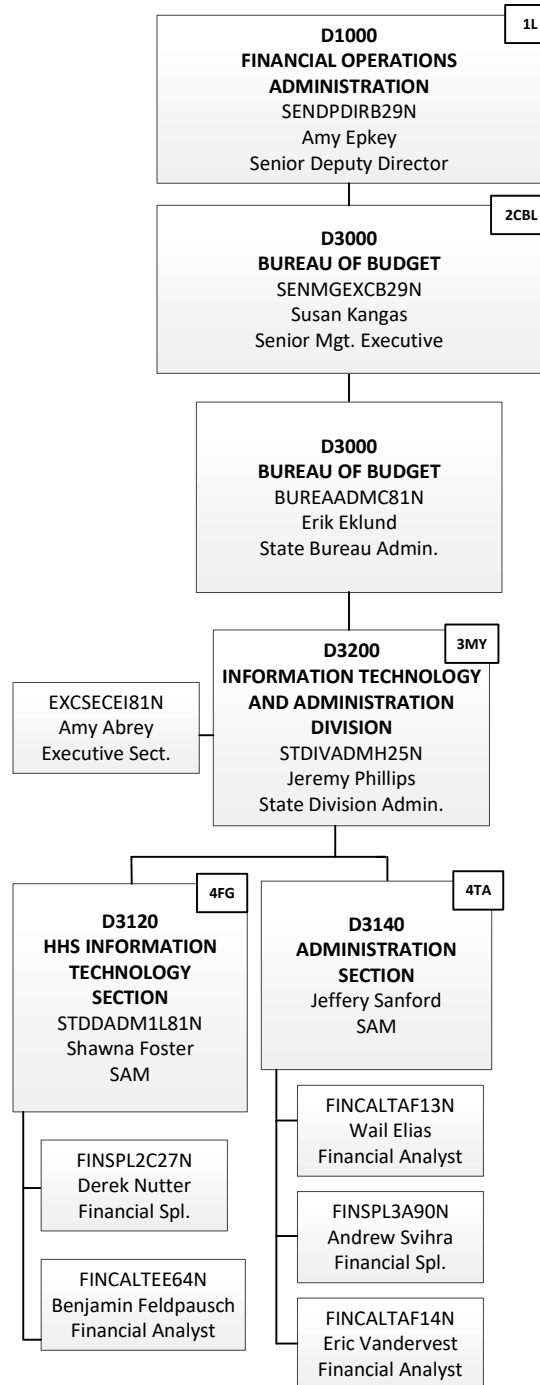 1L
D1000
FINANCIAL OPERATIONS
ADMINISTRATION
SENDPDIRB29N
Amy Epkey
Senior Deputy Director
2CBL
D3000
BUREAU OF BUDGET
SENMGEXCB29N
Susan Kangas
Senior Mgt. Executive
D3000
BUREAU OF BUDGET
BUREAADMC81N
Erik Eklund
State Bureau Admin.
3MY
D3200
INFORMATION TECHNOLOGY
AND ADMINISTRATION
DIVISION
STDIVADMH25N
Jeremy Phillips
State Division Admin.
EXCSECEI81N
Amy Abrey
Executive Sect.
4FG
D3120
HHS INFORMATION
TECHNOLOGY
SECTION
STDDADM1L81N
Shawna Foster
SAM
4TA
D3140
ADMINISTRATION
SECTION
Jeffery Sanford
SAM
FINSPL2C27N
Derek Nutter
Financial Spl.
FINCALTEE64N
Benjamin Feldpausch
Financial Analyst
FINCALTAF13N
Wail Elias
Financial Analyst
FINSPL3A90N
Andrew Svihra
Financial Spl.
FINCALTAF14N
Eric Vandervest
Financial Analyst